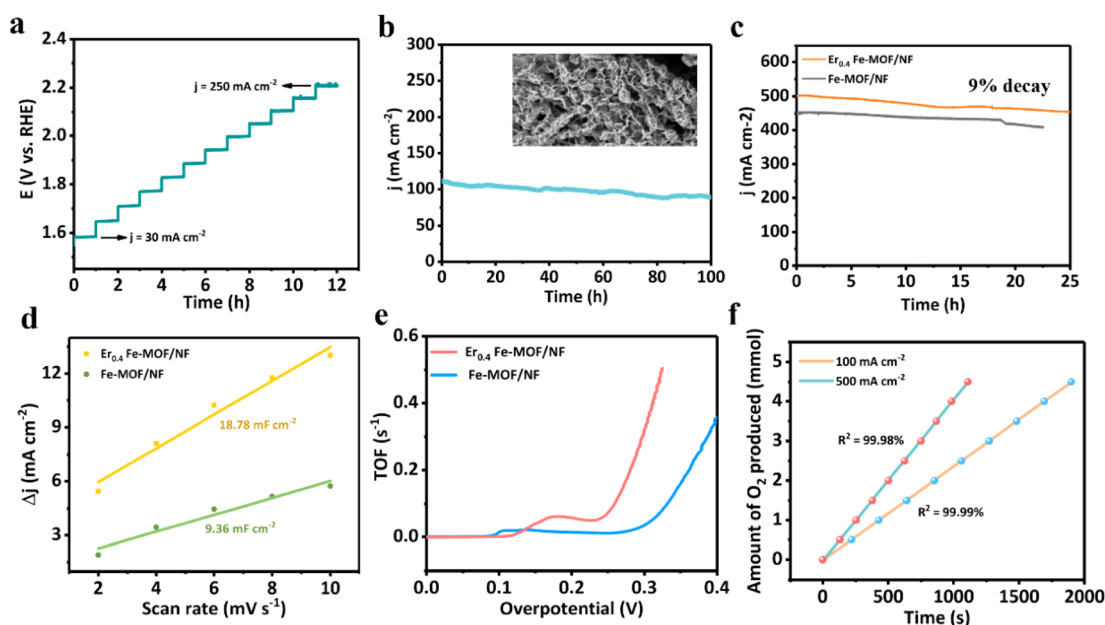 a
2.4
2.2
2.0
1.8
1.6
E (V vs. RHE)
j = 250 mA cm⁻²
j = 30 mA cm⁻²
0 2 4 6 8 10 12
Time (h)
b
300
250
200
150
100
50
0
j (mA cm⁻²)
0 20 40 60 80 100
Time (h)
c
Er₀.₄ Fe-MOF/NF
Fe-MOF/NF
9% decay
600
500
400
300
200
100
0
j (mA cm-2)
0 5 10 15 20 25
Time (h)
d
Er₀.₄ Fe-MOF/NF
Fe-MOF/NF
12
9
6
3
Δj (mA cm⁻²)
18.78 mF cm⁻²
9.36 mF cm⁻²
2 4 6 8 10
Scan rate (mV s⁻¹)
e
Er₀.₄ Fe-MOF/NF
Fe-MOF/NF
0.6
0.4
0.2
0.0
TOF (s⁻¹)
0.0 0.1 0.2 0.3 0.4
Overpotential (V)
f
100 mA cm⁻²
500 mA cm⁻²
5
4
3
2
1
0
Amount of O₂ produced (mmol)
R² = 99.98%
R² = 99.99%
0 500 1000 1500 2000
Time (s)